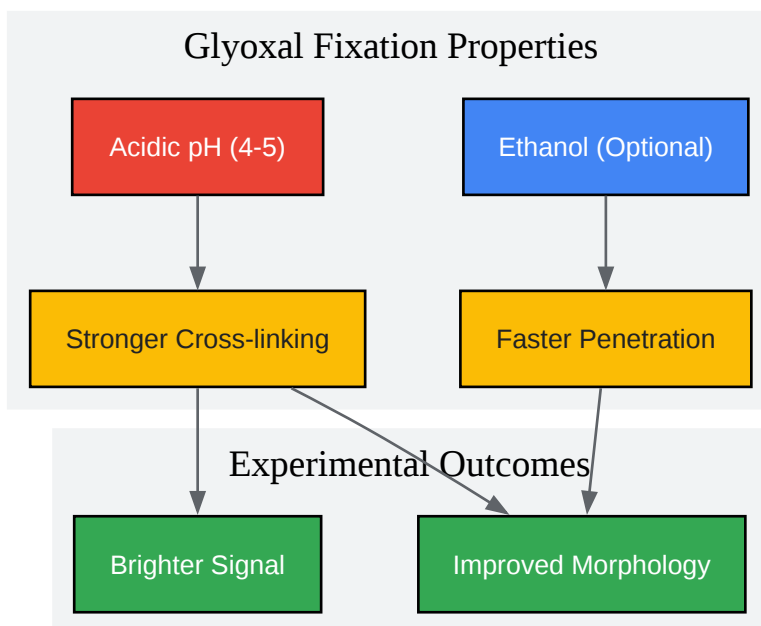 Glyoxal Fixation Properties
Acidic pH (4-5)
Ethanol (Optional)
Stronger Cross-linking
Faster Penetration
Experimental Outcomes
Brighter Signal
Improved Morphology